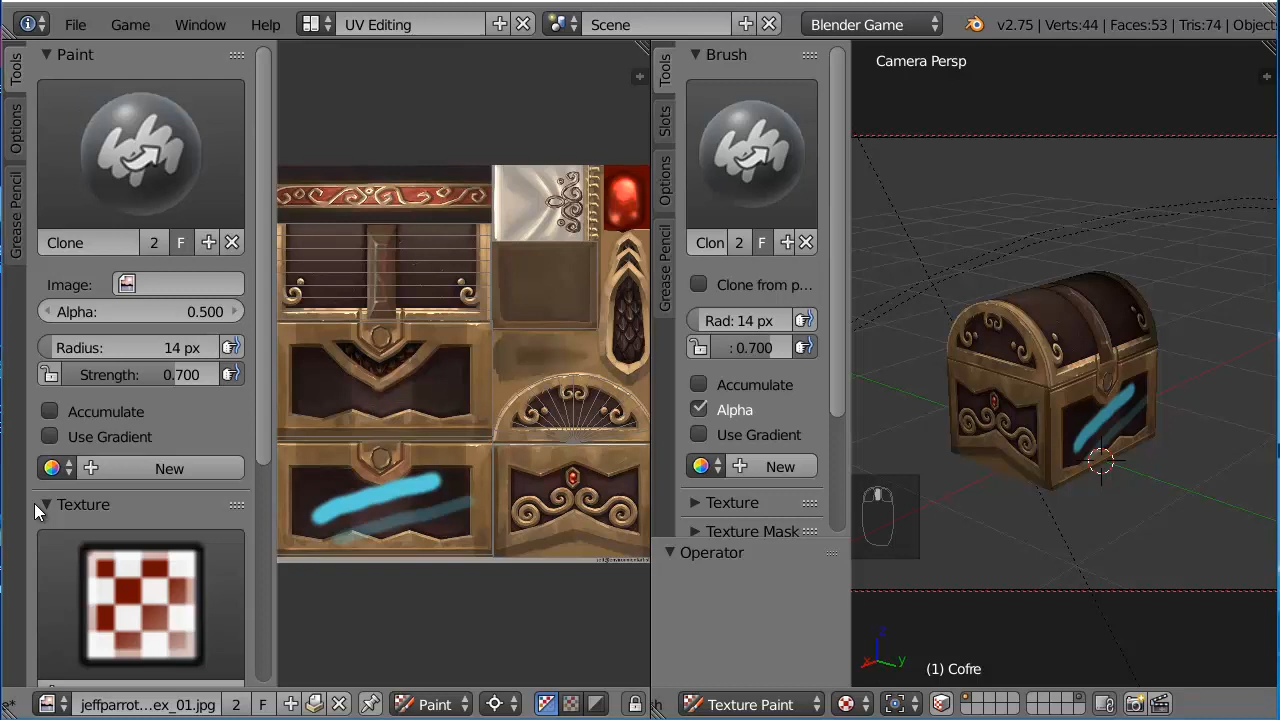 File Game Window Help UV Editing Scene Blender Game v2.75 | Verts:44 | Faces:53 | Tris:74 | Object
Tools
Options
Grease Pencil
Paint
Clone 2 F
Image:
Alpha: 0.500
Radius: 14 px
Strength: 0.700
Accumulate
Use Gradient
New
Texture
Tools
Slots
Options
Grease Pencil
Brush
Clon 2 F
Clone from p...
Rad: 14 px
: 0.700
Accumulate
Alpha
Use Gradient
New
Texture
Texture Mask
Operator
Camera Persp
z
x y
(1) Cofre
jeffparrot...ex_01.jpg 2 F Paint Texture Paint